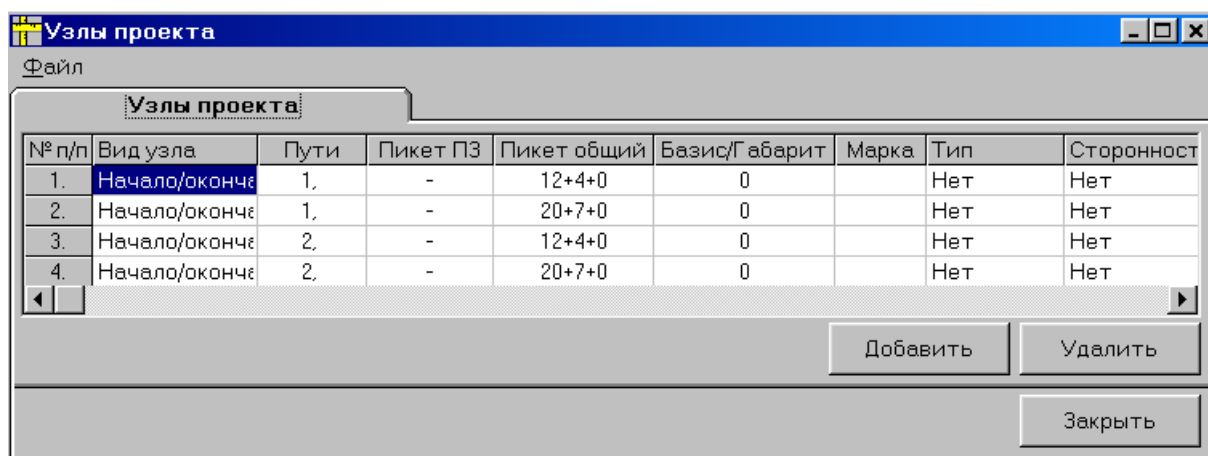 Узлы проекта
Файл
Узлы проекта
№ п/п Вид узла Пути Пикет ПЗ Пикет общий Базис/Габарит Марка Тип Сторонност
1. Начало/оконча 1, - 12+4+0 0 Нет Нет
2. Начало/оконча 1, - 20+7+0 0 Нет Нет
3. Начало/оконча 2, - 12+4+0 0 Нет Нет
4. Начало/оконча 2, - 20+7+0 0 Нет Нет
Добавить Удалить
Закрыть